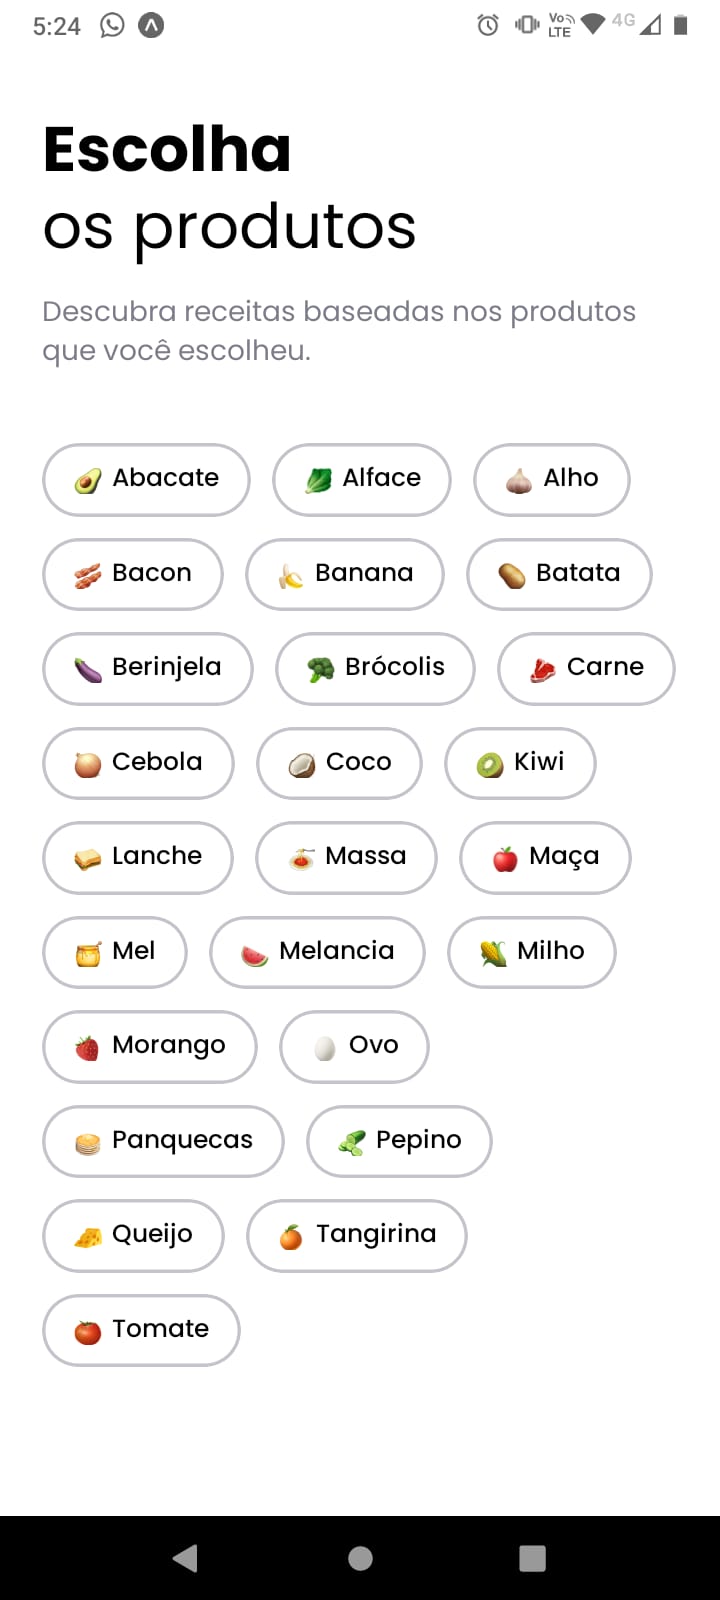 5:24 Vo LTE 4G
Escolha
os produtos
Descubra receitas baseadas nos produtos
que você escolheu.
Abacate Alface Alho
Bacon Banana Batata
Berinjela Brócolis Carne
Cebola Coco Kiwi
Lanche Massa Maça
Mel Melancia Milho
Morango Ovo
Panquecas Pepino
Queijo Tangirina
Tomate